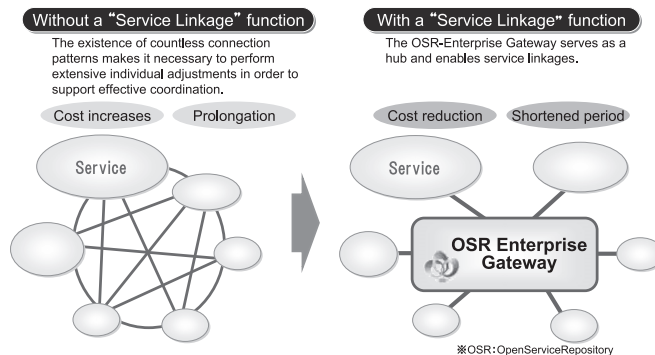 Without a “Service Linkage” function
The existence of countless connection
patterns makes it necessary to perform
extensive individual adjustments in order to
support effective coordination.
Cost increases
Prolongation
Service
With a “Service Linkage” function
The OSR-Enterprise Gateway serves as a
hub and enables service linkages.
Cost reduction
Shortened period
Service
OSR Enterprise
Gateway
※OSR:OpenServiceRepository